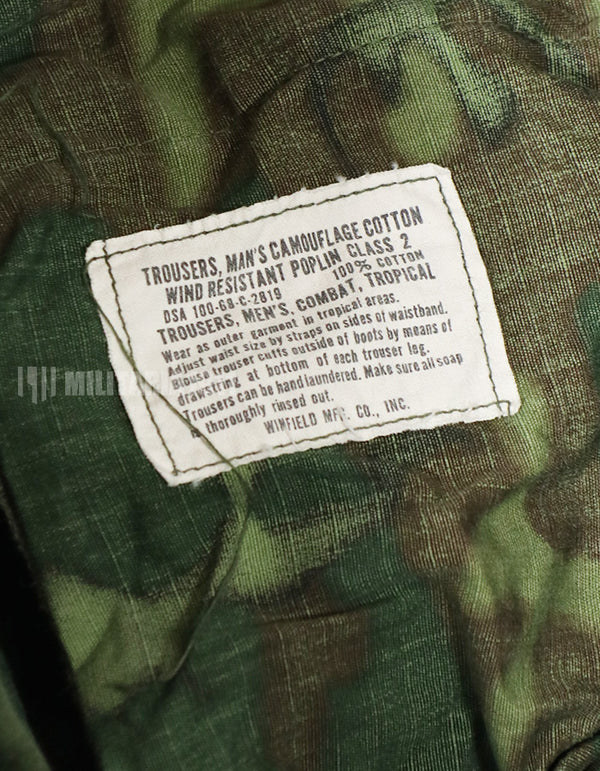 TROUSERS, MAN'S CAMOUFLAGE COTTON
WIND RESISTANT POPLIN CLASS 2
DSA 100-68-C-2819 100% COTTON
TROUSERS, MEN'S, COMBAT, TROPICAL
Wear as outer garment in tropical areas.
Adjust waist size by straps on sides of waistband.
Blouse trouser cuffs outside of boots by means of
drawstring at bottom of each trouser leg.
Trousers can be hand laundered. Make sure all soap
is thoroughly rinsed out.
WINFIELD MFG. CO., INC.